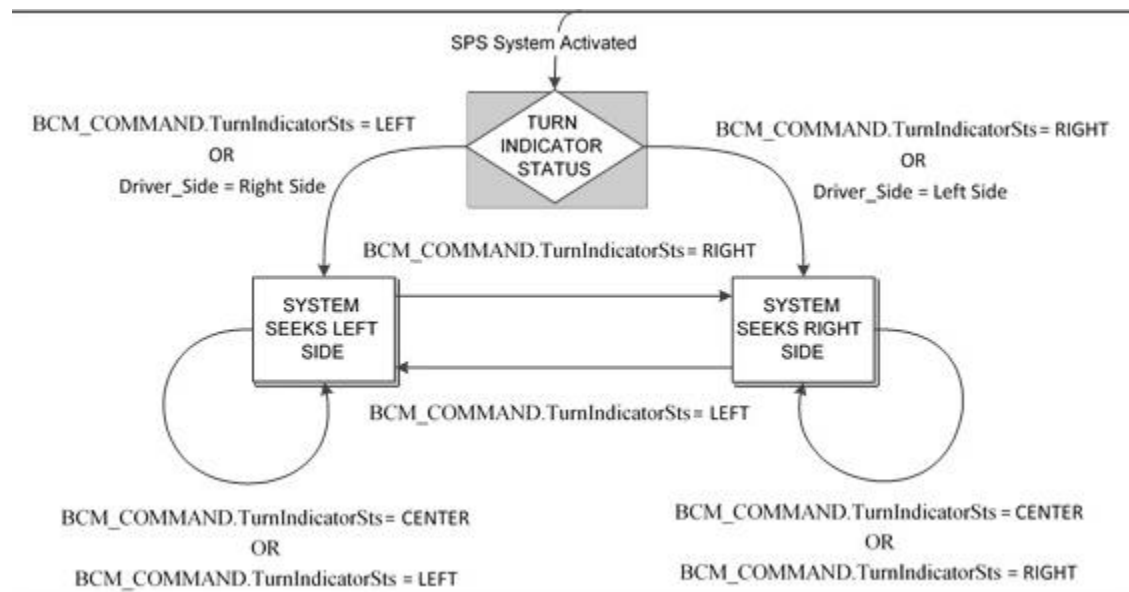 SPS System Activated
BCM_COMMAND.TurnIndicatorSts = LEFT
OR
Driver_Side = Right Side
TURN
INDICATOR
STATUS
BCM_COMMAND.TurnIndicatorSts = RIGHT
OR
Driver_Side = Left Side
BCM_COMMAND.TurnIndicatorSts = RIGHT
SYSTEM
SEEKS LEFT
SIDE
SYSTEM
SEEKS RIGHT
SIDE
BCM_COMMAND.TurnIndicatorSts = LEFT
BCM_COMMAND.TurnIndicatorSts = CENTER
OR
BCM_COMMAND.TurnIndicatorSts = LEFT
BCM_COMMAND.TurnIndicatorSts = CENTER
OR
BCM_COMMAND.TurnIndicatorSts = RIGHT